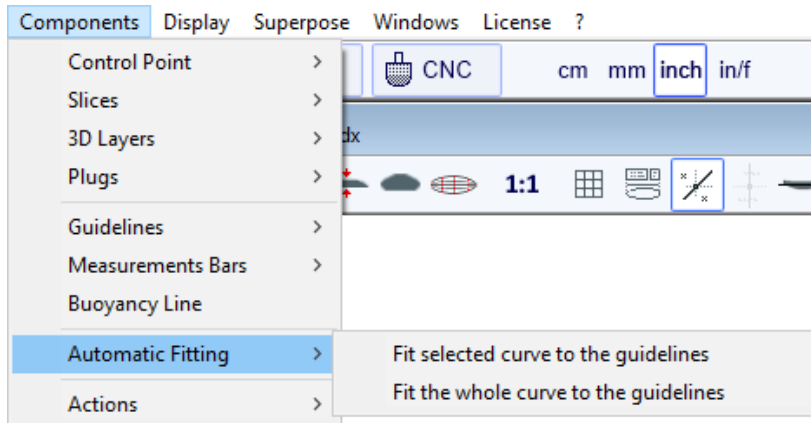 Components Display Superpose Windows License ?
Control Point
CNC cm mm inch in/f
Slices
3D Layers
dx
Plugs
1:1
Guidelines
Measurements Bars
Buoyancy Line
Automatic Fitting
Fit selected curve to the guidelines
Fit the whole curve to the guidelines
Actions